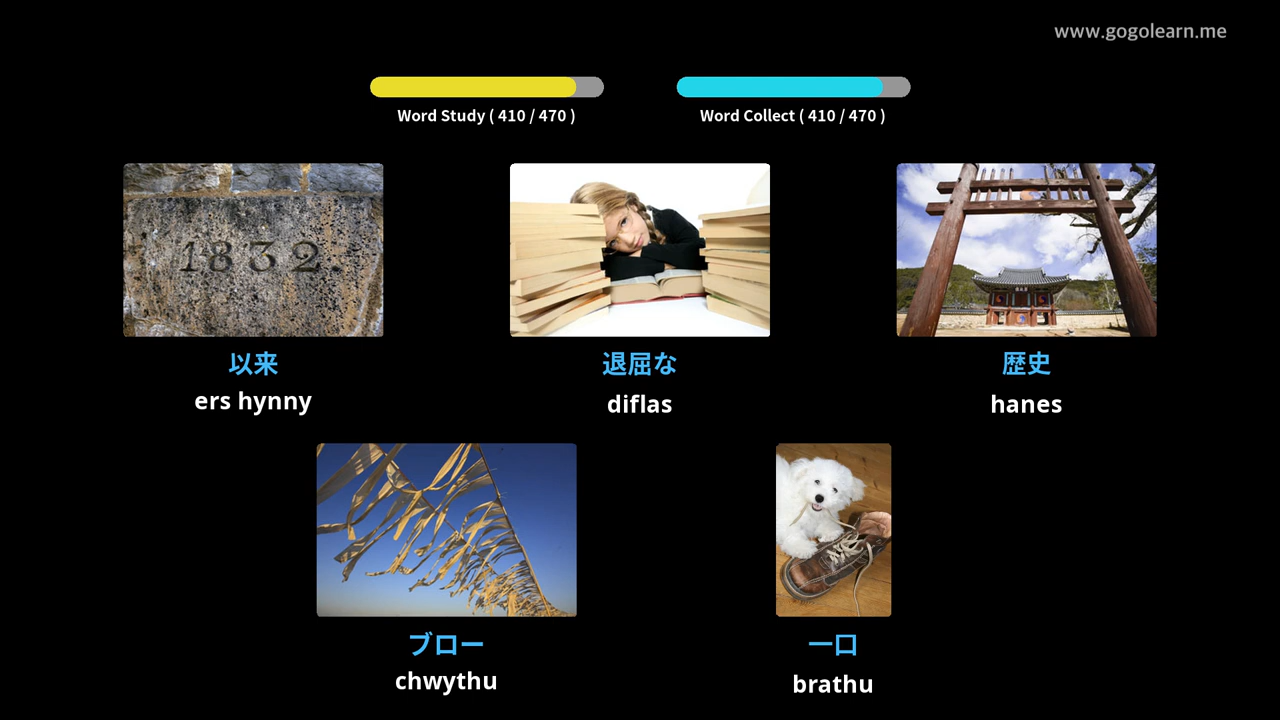 www.gogolearn.me
Word Study ( 410 / 470 )
Word Collect ( 410 / 470 )
1832.
以来
ers hynny
退屈な
diflas
歴史
hanes
ブロー
chwythu
一口
brathu